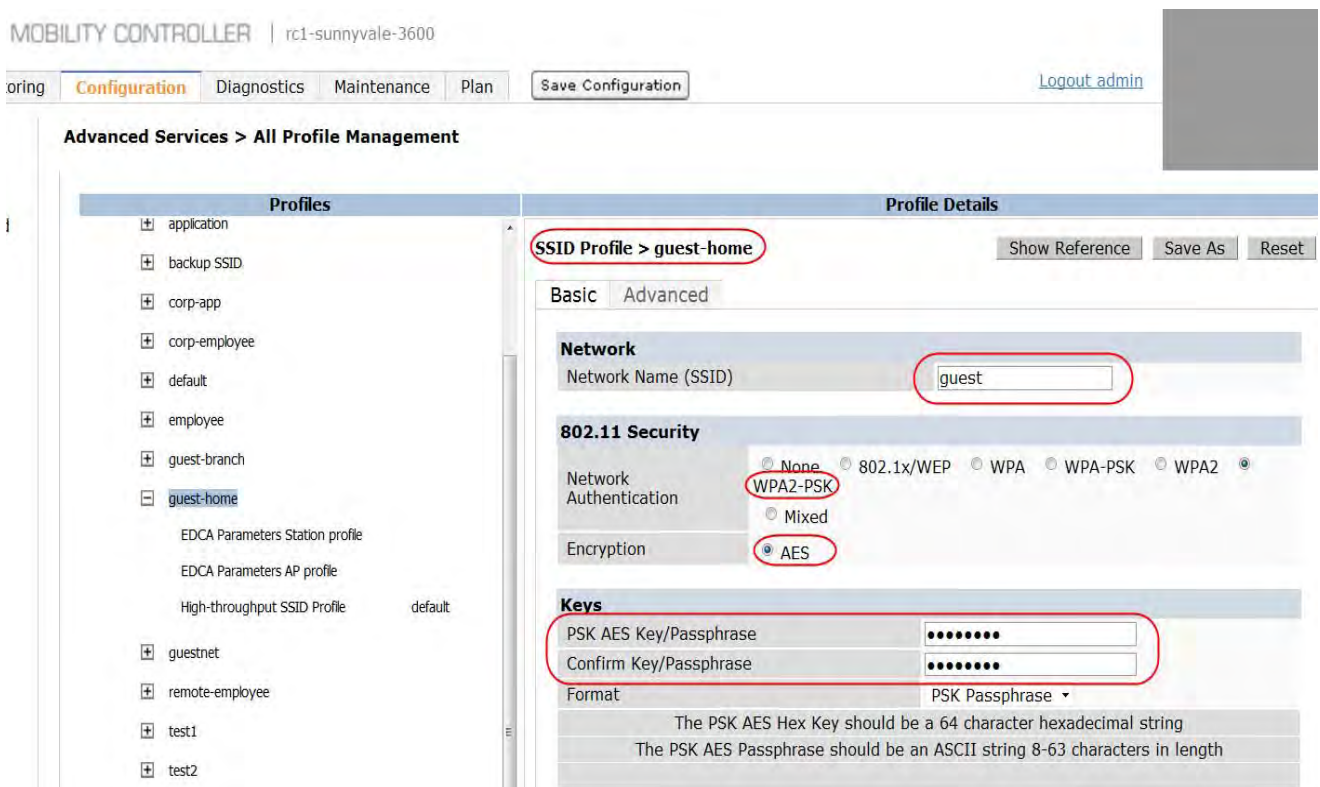 MOBILITY CONTROLLER | rc1-sunnyvale-3600
oring Configuration Diagnostics Maintenance Plan Save Configuration Logout admin
Advanced Services > All Profile Management
Profiles
application
backup SSID
corp-app
corp-employee
default
employee
guest-branch
guest-home
EDCA Parameters Station profile
EDCA Parameters AP profile
High-throughput SSID Profile default
guestnet
remote-employee
test1
test2
Profile Details
SSID Profile > guest-home Show Reference Save As Reset
Basic Advanced
Network
Network Name (SSID) guest
802.11 Security
Network Authentication None 802.1x/WEP WPA WPA-PSK WPA2
WPA2-PSK
Mixed
Encryption AES
Keys
PSK AES Key/Passphrase ••••••••
Confirm Key/Passphrase ••••••••
Format PSK Passphrase
The PSK AES Hex Key should be a 64 character hexadecimal string
The PSK AES Passphrase should be an ASCII string 8-63 characters in length